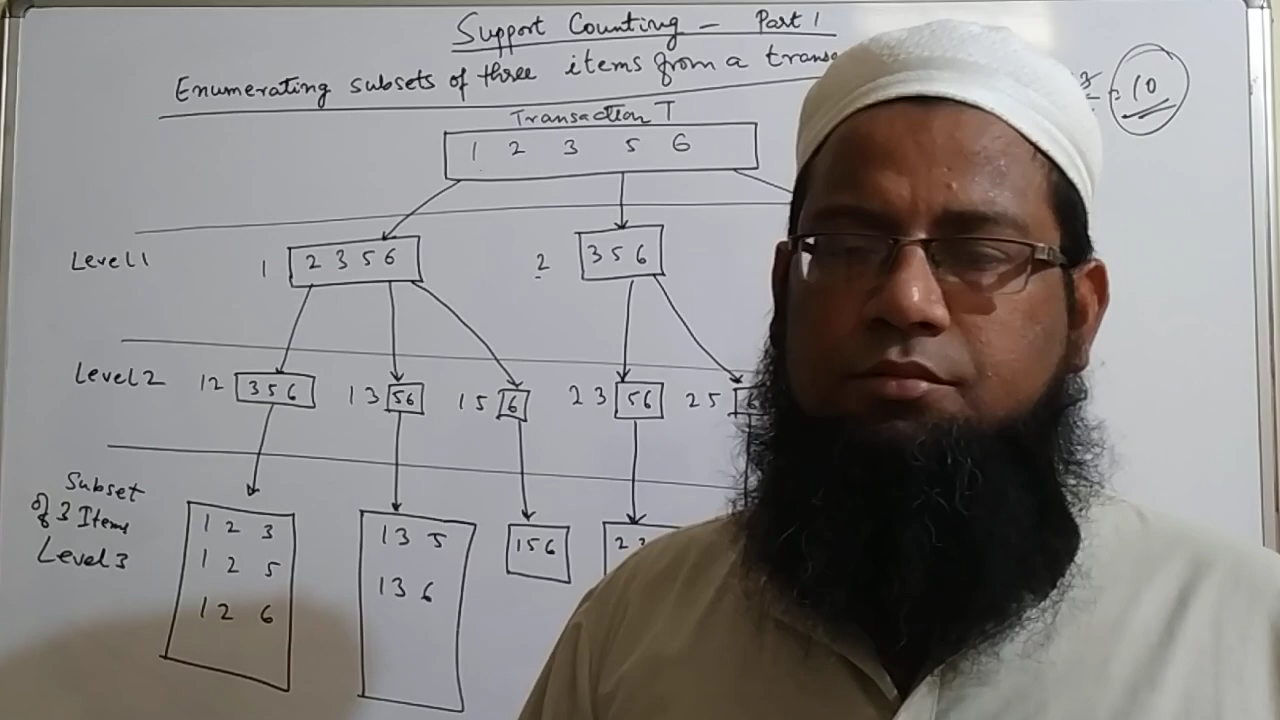 Support Counting - Part 1
Enumerating subsets of three items from a
10
Transaction T
1 2 3 5 6
Level 1 1 2 3 5 6 2 3 5 6
Level 2 12 3 5 6 1 3 5 6 1 5 6 2 3 5 6 2 5 6
Subset
of 3 Items
Level 3
1 2 3 1 3 5 1 5 6 2 3
1 2 5
1 3 6
1 2 6